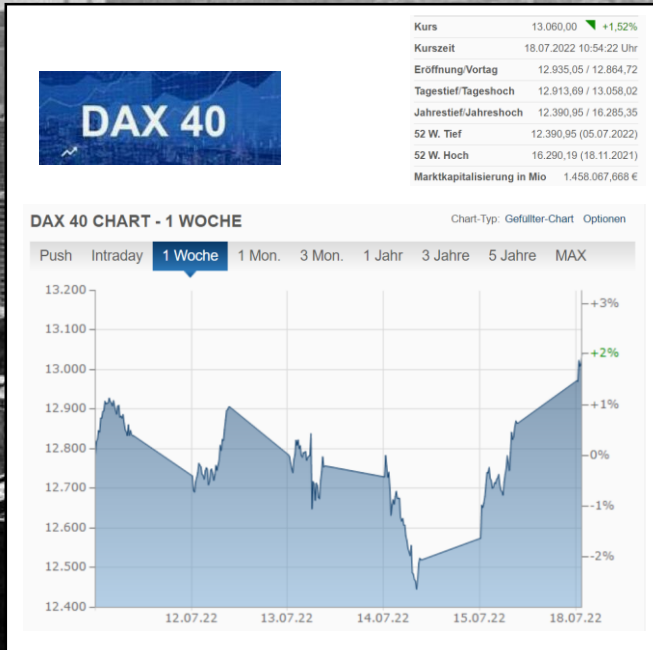 Kurs 13.060,00 +1,52%
Kurszeit 18.07.2022 10:54:22 Uhr
Eröffnung/Vortag 12.935,05 / 12.864,72
Tagestief/Tageshoch 12.913,69 / 13.058,02
Jahrestief/Jahreshoch 12.390,95 / 16.285,35
52 W. Tief 12.390,95 (05.07.2022)
52 W. Hoch 16.290,19 (18.11.2021)
Marktkapitalisierung in Mio 1.458.067,668 €
DAX 40
DAX 40 CHART - 1 WOCHE
Chart-Typ: Gefüllter-Chart Optionen
Push Intraday 1 Woche 1 Mon. 3 Mon. 1 Jahr 3 Jahre 5 Jahre MAX
13.200
+3%
13.100
13.000
+2%
12.900
+1%
12.800
0%
12.700
-1%
12.600
-2%
12.500
12.400
12.07.22 13.07.22 14.07.22 15.07.22 18.07.22